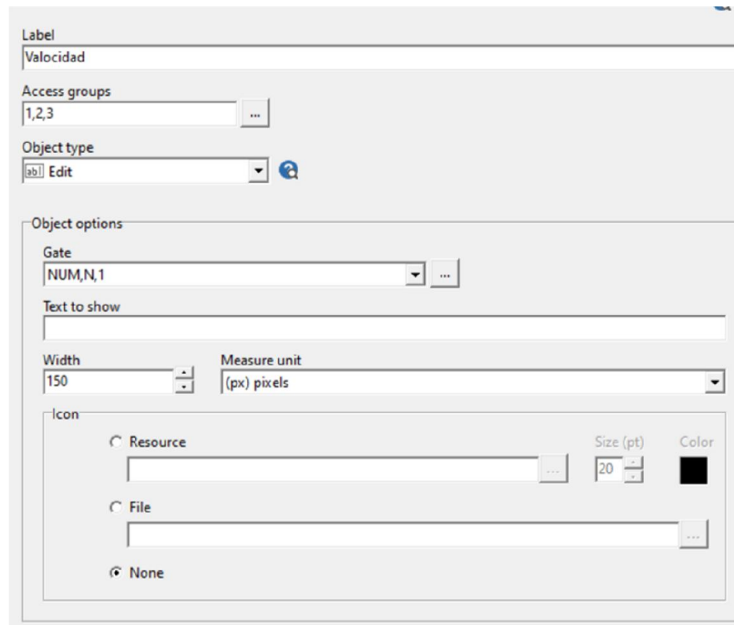 Label
Valocidad
Access groups
1,2,3
...
Object type
abl Edit
Object options
Gate
NUM,N,1
...
Text to show
Width
Measure unit
150
(px) pixels
Icon
Resource
Size (pt)
Color
...
20
File
...
None